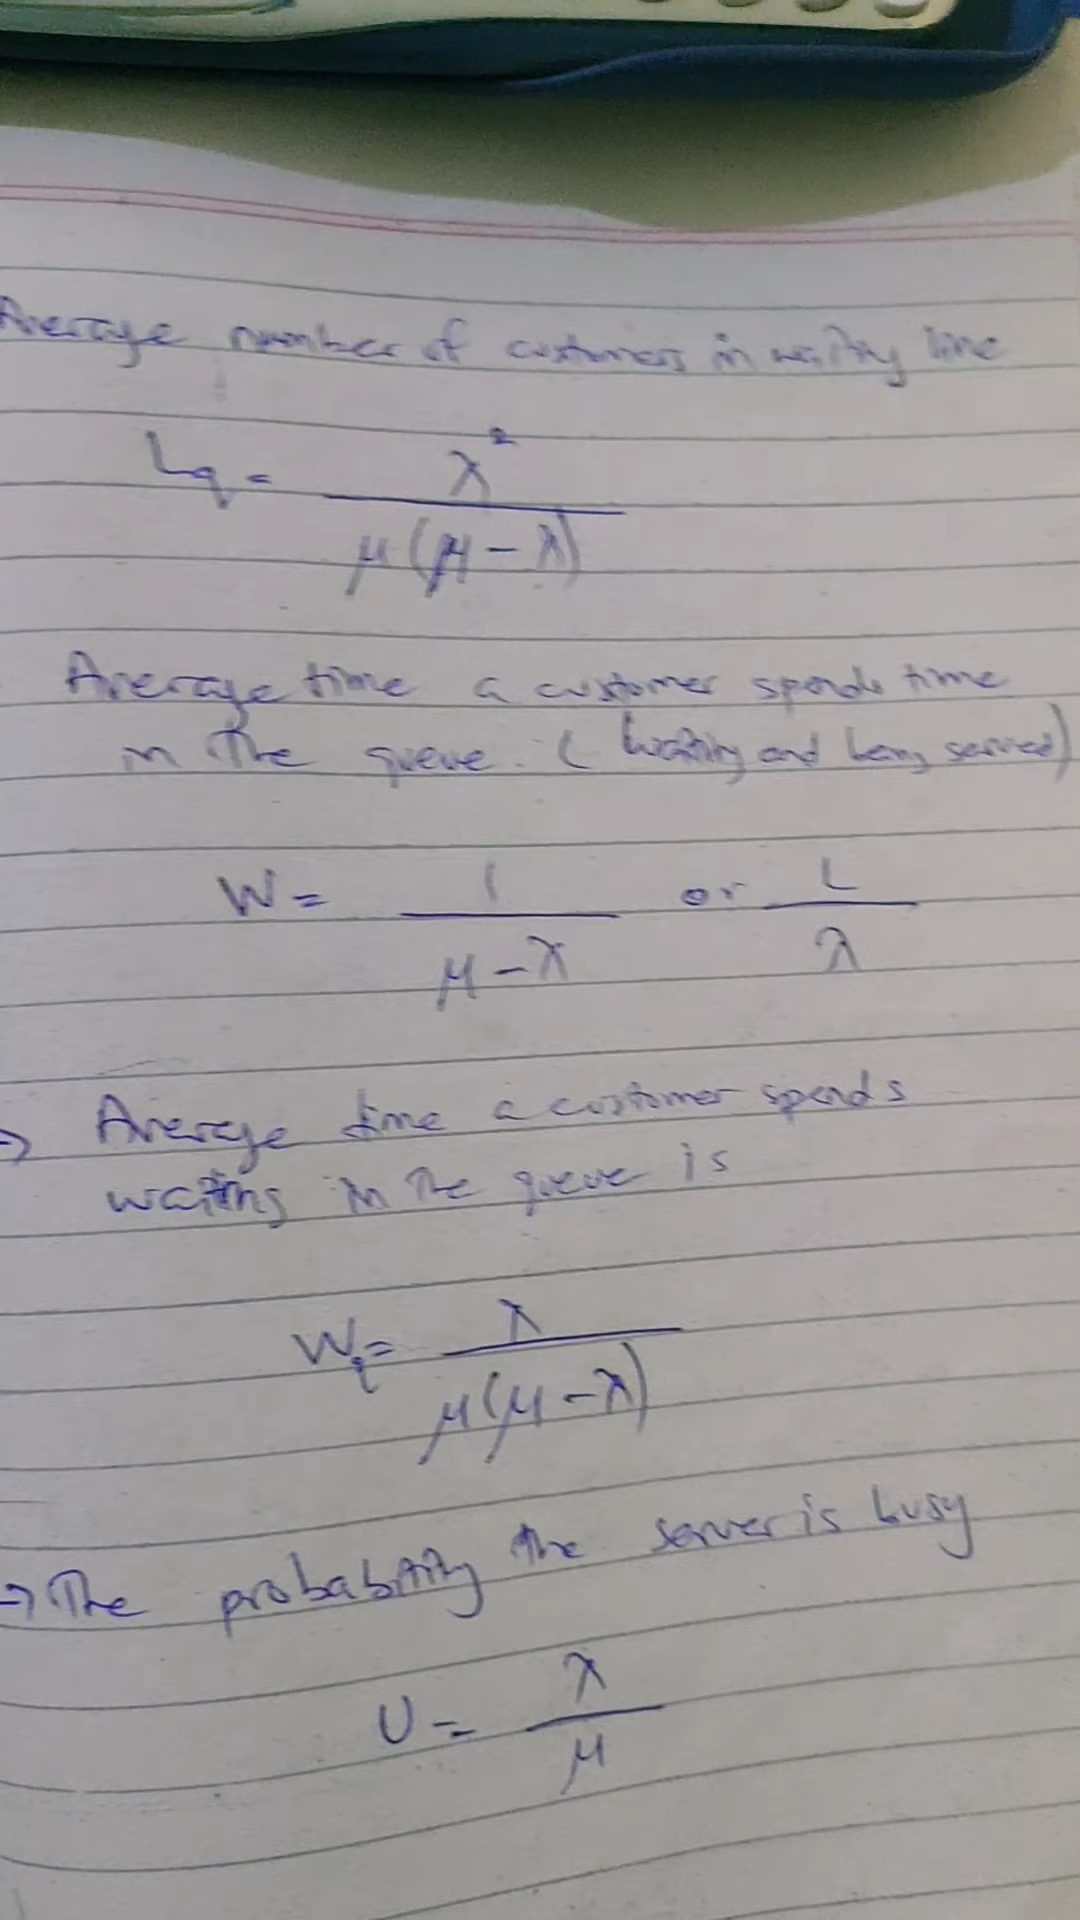 Average number of customers in waiting line
Lq = λ² / μ(μ - λ)
Average time a customer spends time
in the queue. (waiting and being served)
W = 1 / μ - λ or L / λ
→ Average time a customer spends
waiting in the queue is
Wq = λ / μ(μ - λ)
→ The probability the server is busy
U = λ / μ